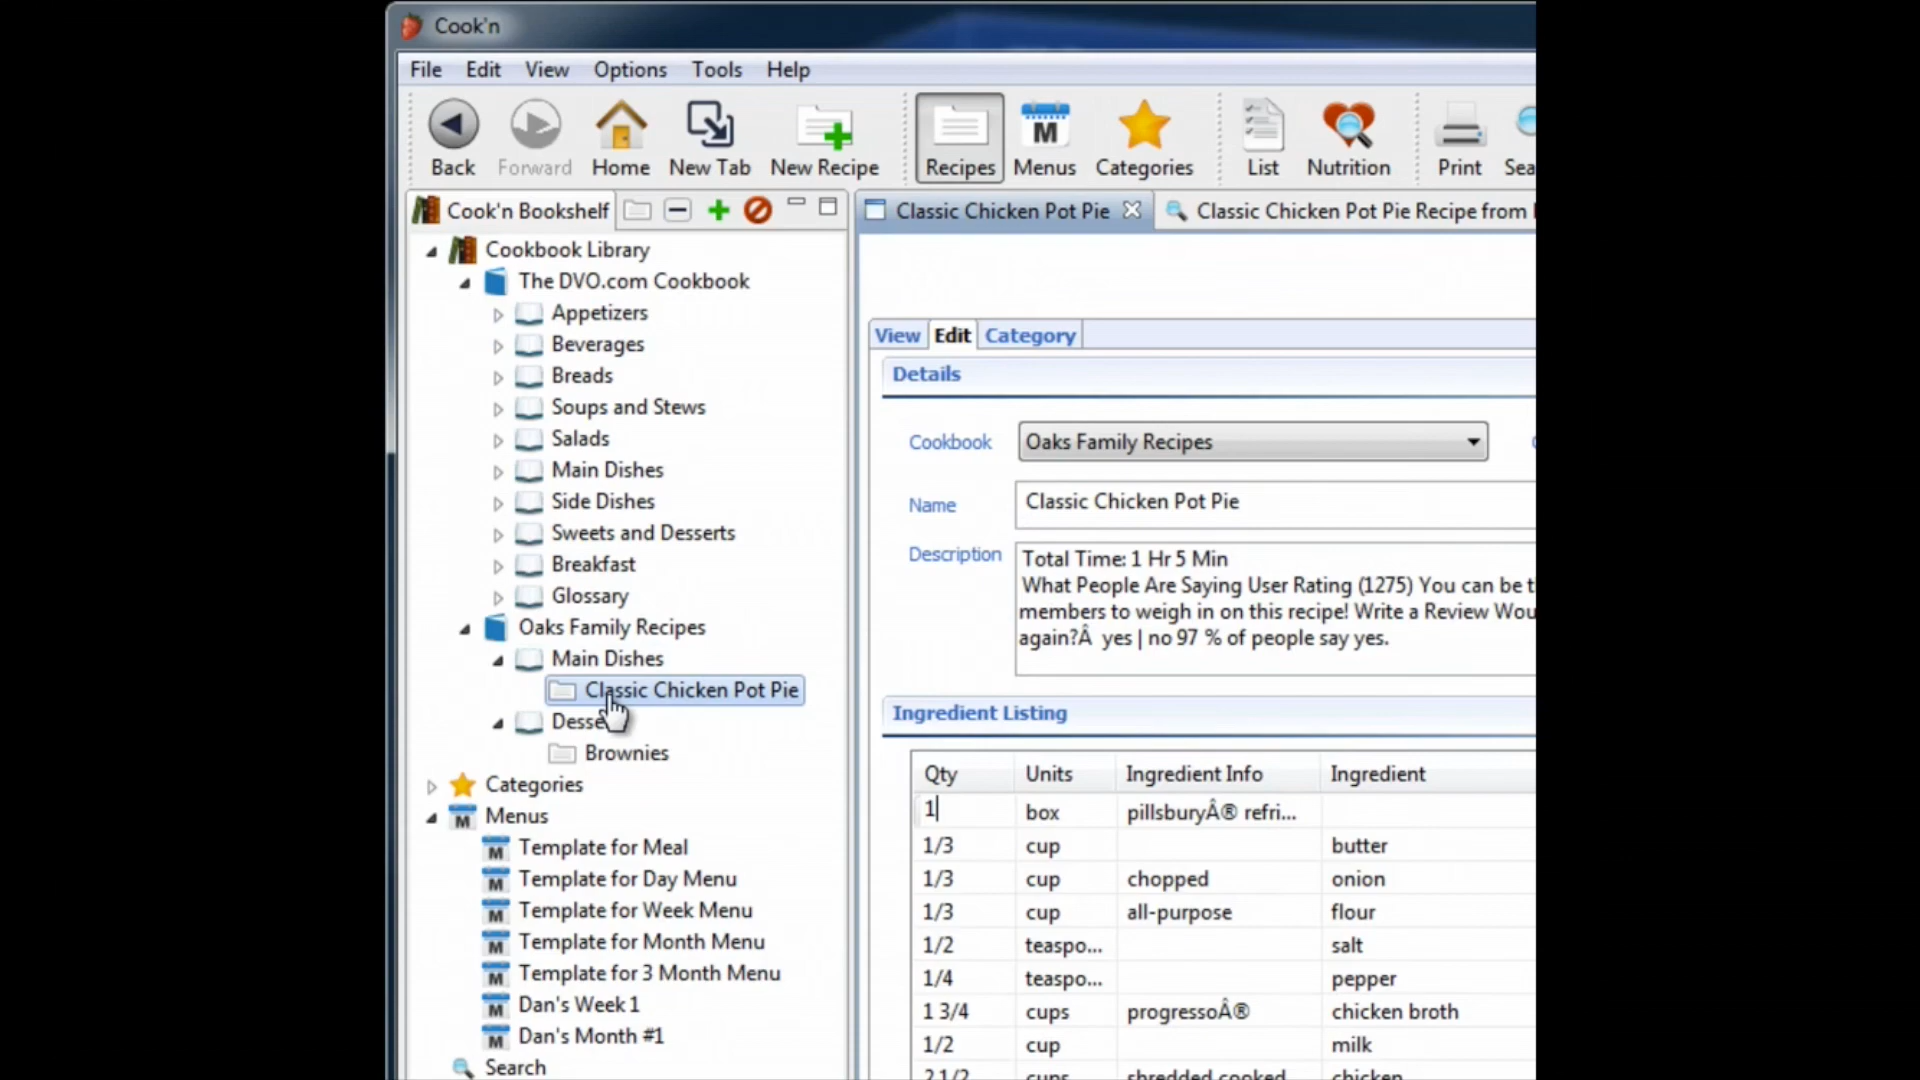 Cook'n
File Edit View Options Tools Help
Back Forward Home New Tab New Recipe Recipes Menus Categories List Nutrition Print
Cook'n Bookshelf
Classic Chicken Pot Pie
Classic Chicken Pot Pie Recipe from
Cookbook Library
The DVO.com Cookbook
Appetizers
Beverages
Breads
Soups and Stews
Salads
Main Dishes
Side Dishes
Sweets and Desserts
Breakfast
Glossary
Oaks Family Recipes
Main Dishes
Classic Chicken Pot Pie
Brownies
Categories
Menus
Template for Meal
Template for Day Menu
Template for Week Menu
Template for Month Menu
Template for 3 Month Menu
Dan's Week 1
Dan's Month #1
Search
View Edit Category
Details
Cookbook Oaks Family Recipes
Name Classic Chicken Pot Pie
Description Total Time: 1 Hr 5 Min
What People Are Saying User Rating (1275) You can be
members to weigh in on this recipe! Write a Review
again?Â yes | no 97 % of people say yes.
Ingredient Listing
Qty Units Ingredient Info Ingredient
1 box pillsburyÂ® refri...
1/3 cup butter
1/3 cup chopped onion
1/3 cup all-purpose flour
1/2 teaspo... salt
1/4 teaspo... pepper
1 3/4 cups progressoÂ® chicken broth
1/2 cup milk
2 1/2 cups shredded cooked chicken